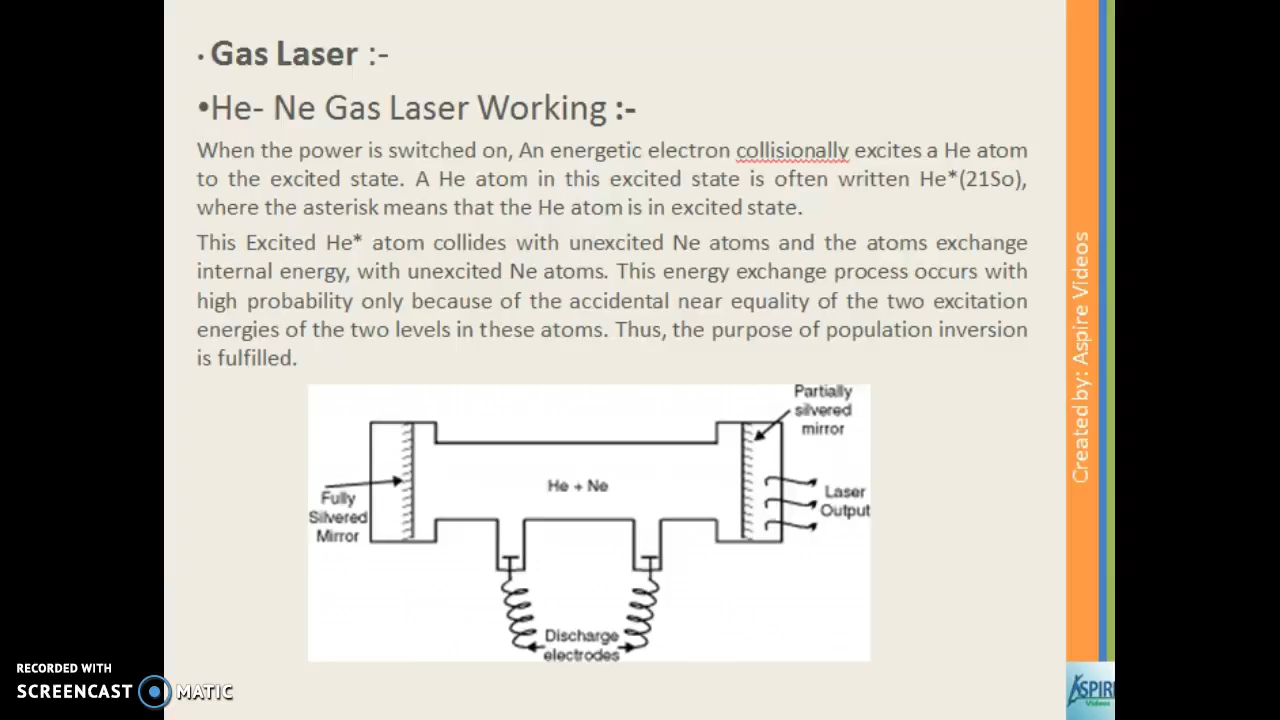 • Gas Laser :-
•He- Ne Gas Laser Working :-
When the power is switched on, An energetic electron collisionally excites a He atom
to the excited state. A He atom in this excited state is often written He*(21So),
where the asterisk means that the He atom is in excited state.
This Excited He* atom collides with unexcited Ne atoms and the atoms exchange
internal energy, with unexcited Ne atoms. This energy exchange process occurs with
high probability only because of the accidental near equality of the two excitation
energies of the two levels in these atoms. Thus, the purpose of population inversion
is fulfilled.
Partially
silvered
mirror
He + Ne
Fully
Silvered
Mirror
Laser
Output
Discharge
electrodes
Created by: Aspire Videos
RECORDED WITH
SCREENCAST MATIC
ASPIRE
Videos